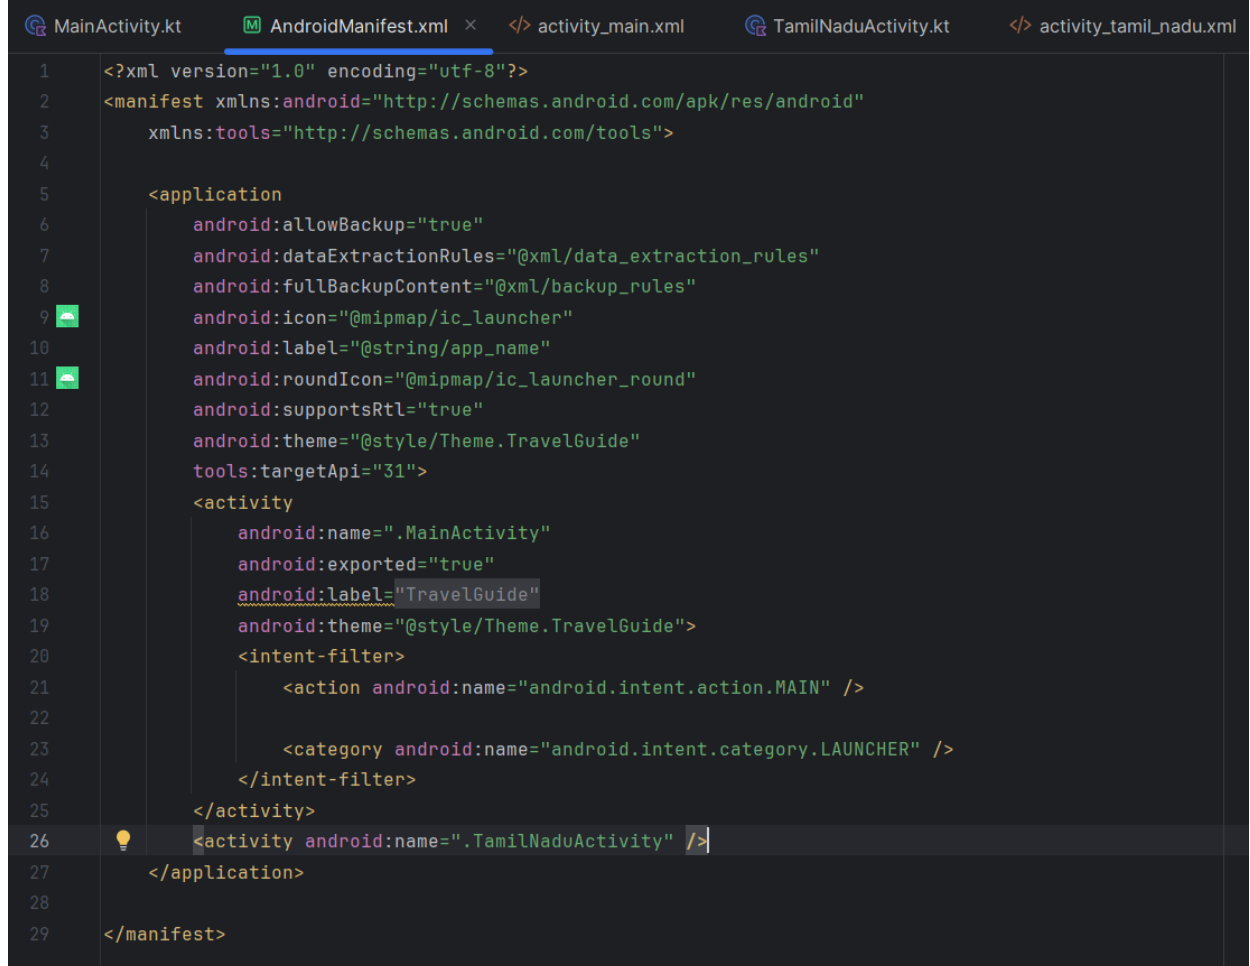 MainActivity.kt AndroidManifest.xml activity_main.xml TamilNaduActivity.kt activity_tamil_nadu.xml
1 <?xml version="1.0" encoding="utf-8"?>
2 <manifest xmlns:android="http://schemas.android.com/apk/res/android"
3     xmlns:tools="http://schemas.android.com/tools">
4
5     <application
6         android:allowBackup="true"
7         android:dataExtractionRules="@xml/data_extraction_rules"
8         android:fullBackupContent="@xml/backup_rules"
9         android:icon="@mipmap/ic_launcher"
10         android:label="@string/app_name"
11         android:roundIcon="@mipmap/ic_launcher_round"
12         android:supportsRtl="true"
13         android:theme="@style/Theme.TravelGuide"
14         tools:targetApi="31">
15         <activity
16             android:name=".MainActivity"
17             android:exported="true"
18             android:label="TravelGuide"
19             android:theme="@style/Theme.TravelGuide">
20             <intent-filter>
21                 <action android:name="android.intent.action.MAIN" />
22
23                 <category android:name="android.intent.category.LAUNCHER" />
24             </intent-filter>
25         </activity>
26         <activity android:name=".TamilNaduActivity" />
27     </application>
28
29 </manifest>